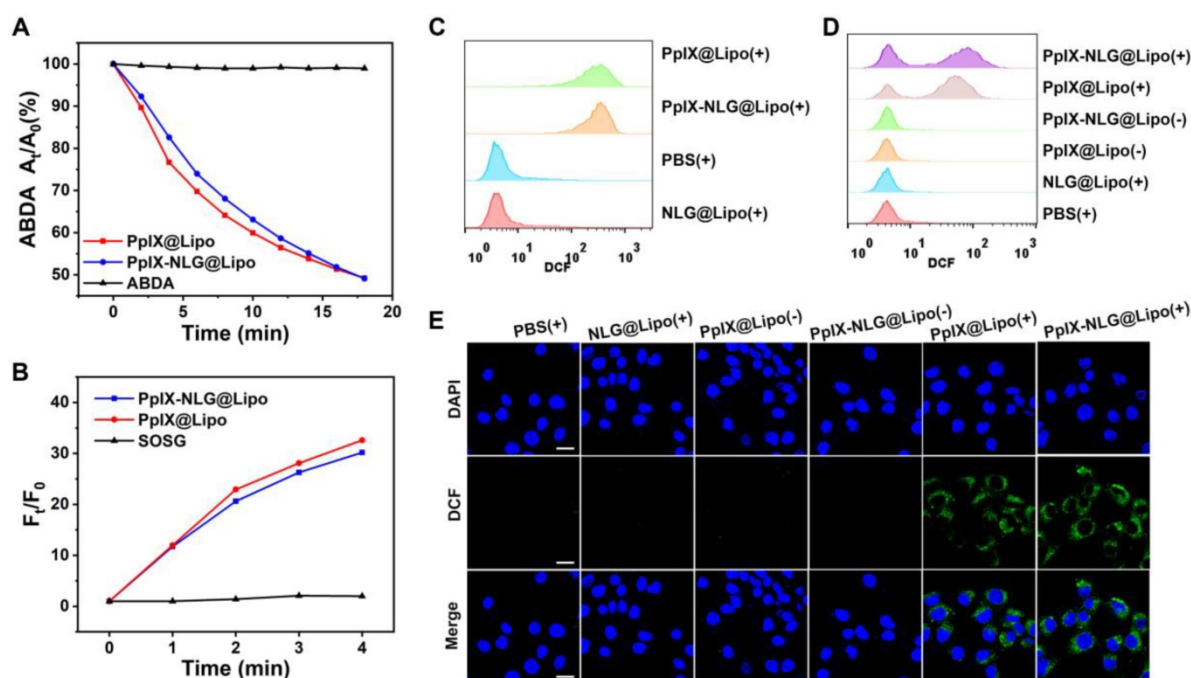 A
ABDA At/A0(%)
100
90
80
70
60
50
PpIX@Lipo
PpIX-NLG@Lipo
ABDA
0 5 10 15 20
Time (min)
B
Ft/F0
40
30
20
10
0
PpIX-NLG@Lipo
PpIX@Lipo
SOSG
0 1 2 3 4
Time (min)
C
PpIX@Lipo(+)
PpIX-NLG@Lipo(+)
PBS(+)
NLG@Lipo(+)
10^0 10^1 10^2 10^3
DCF
D
PpIX-NLG@Lipo(+)
PpIX@Lipo(+)
PpIX-NLG@Lipo(-)
PpIX@Lipo(-)
NLG@Lipo(+)
PBS(+)
10^0 10^1 10^2 10^3
DCF
E
PBS(+) NLG@Lipo(+) PpIX@Lipo(-) PpIX-NLG@Lipo(-) PpIX@Lipo(+) PpIX-NLG@Lipo(+)
DAPI
DCF
Merge